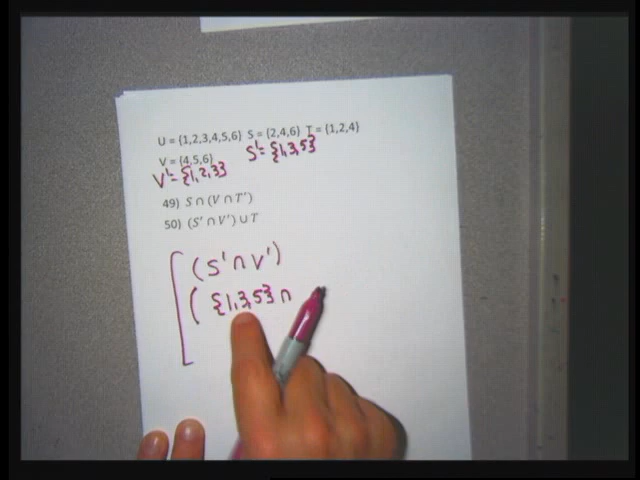 U = {1,2,3,4,5,6} S = {2,4,6} T = {1,2,4}
S' = {1,3,5}
V = {4,5,6}
V' = {1,2,3}
49) S ∩ (V ∩ T')
50) (S' ∩ V') ∪ T
(S' ∩ V')
( {1,3,5} ∩